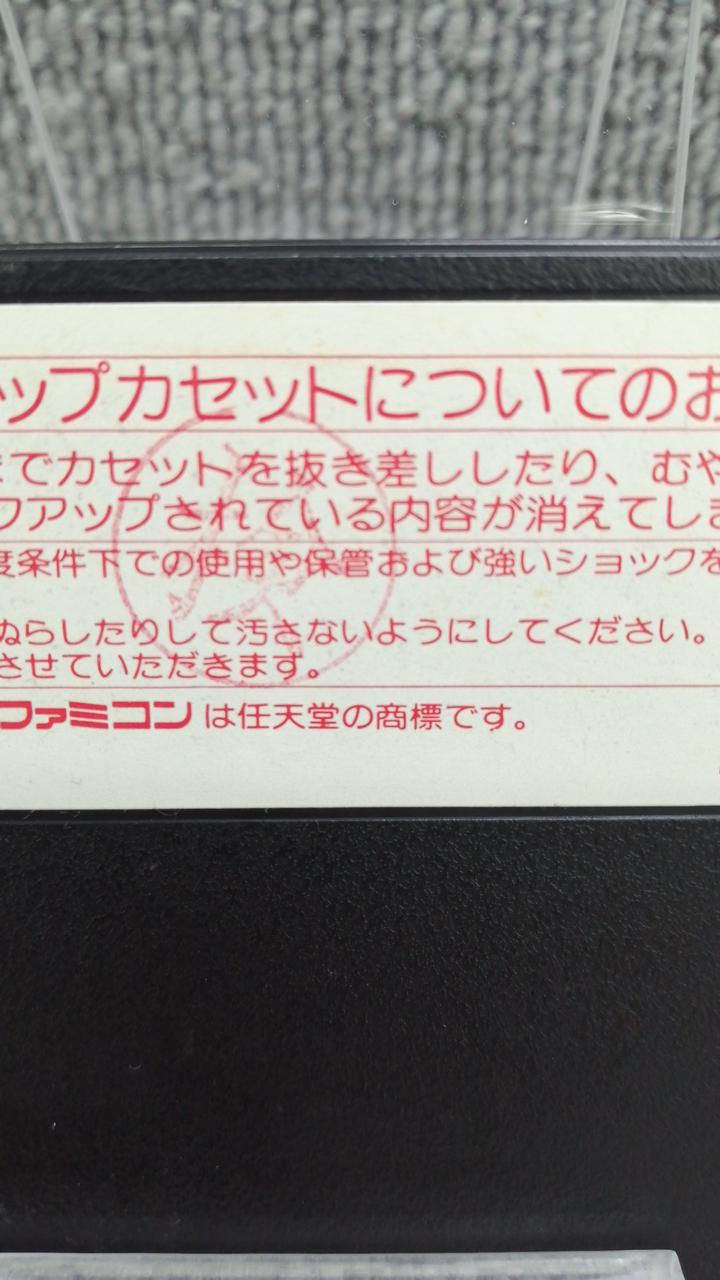 ップカセットについてのお
までカセットを抜き差ししたり、むや
クアップされている内容が消えてしま
度条件下での使用や保管および強いショックを
ぬらしたりして汚さないようにしてください。
させていただきます。
ファミコン は任天堂の商標です。